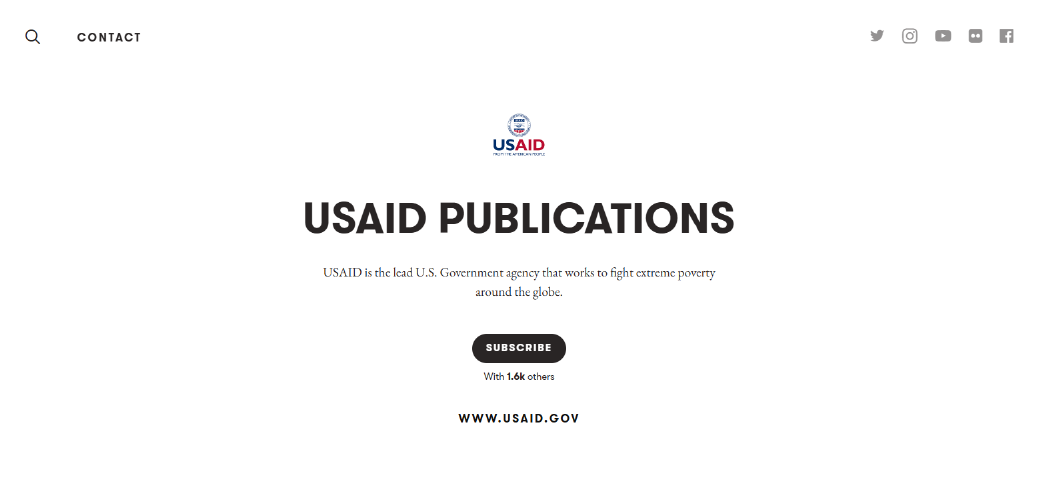 CONTACT
USAID
FROM THE AMERICAN PEOPLE
USAID PUBLICATIONS
USAID is the lead U.S. Government agency that works to fight extreme poverty
around the globe.
SUBSCRIBE
With 1.6k others
WWW.USAID.GOV